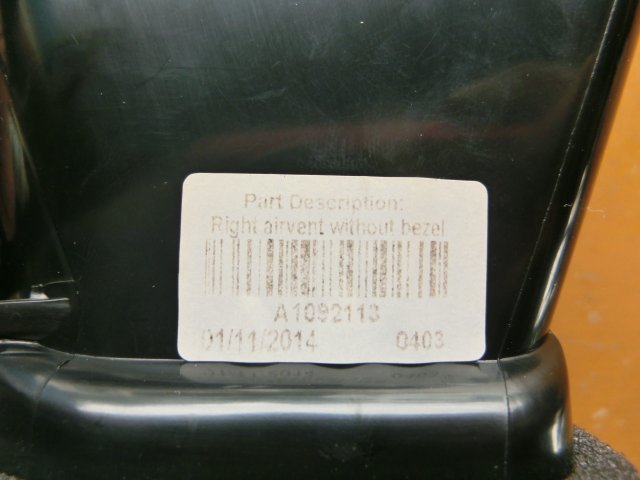 Part Description:
Right airvent without bezel
A1092113
01/11/2014 0403